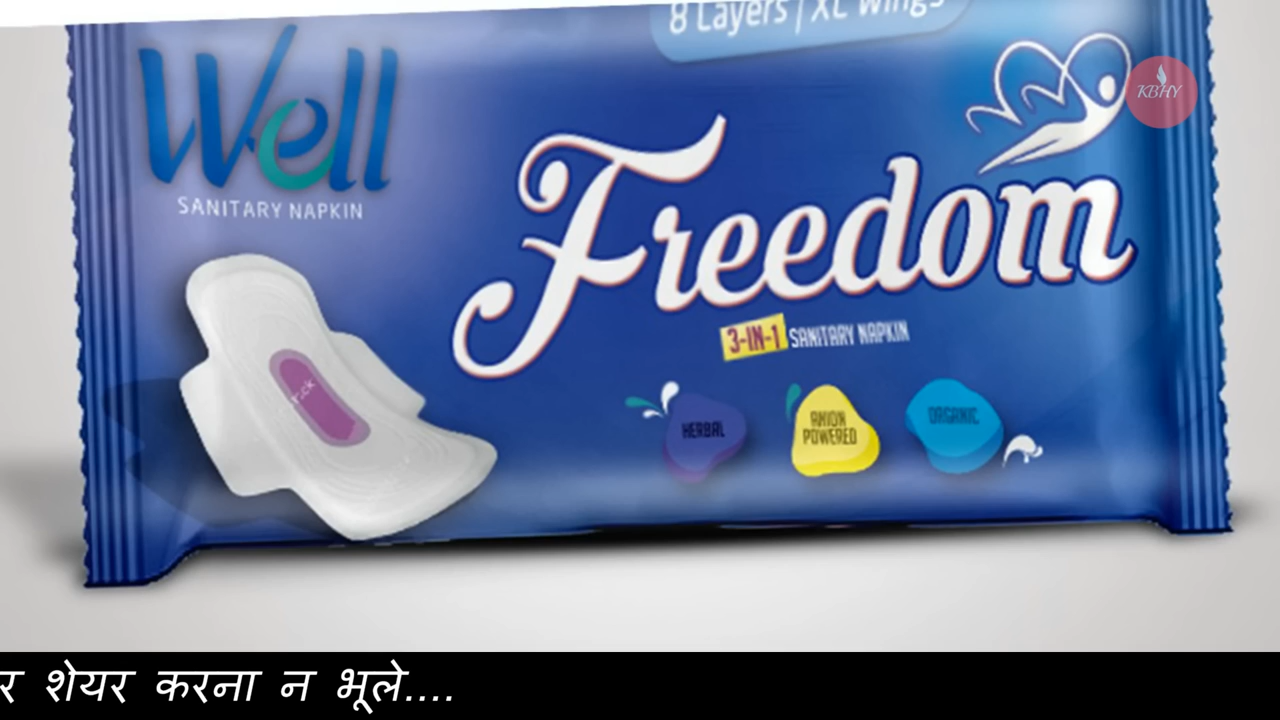 8 Layers / XL Wings
KBHY
Well
SANITARY NAPKIN
Freedom
3-IN-1 SANITARY NAPKIN
HERBAL
ANION
POWERED
ORGANIC
र शेयर करना न भूले....